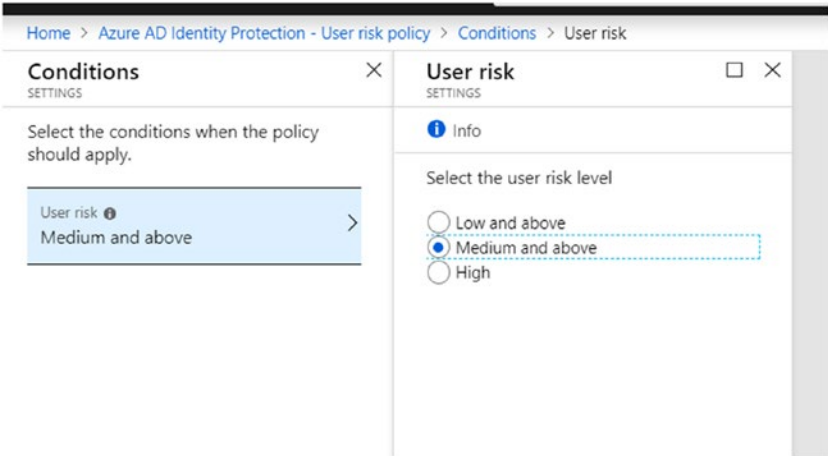 Home > Azure AD Identity Protection - User risk policy > Conditions > User risk
Conditions
SETTINGS
Select the conditions when the policy
should apply.
User risk
Medium and above
User risk
SETTINGS
Info
Select the user risk level
Low and above
Medium and above
High